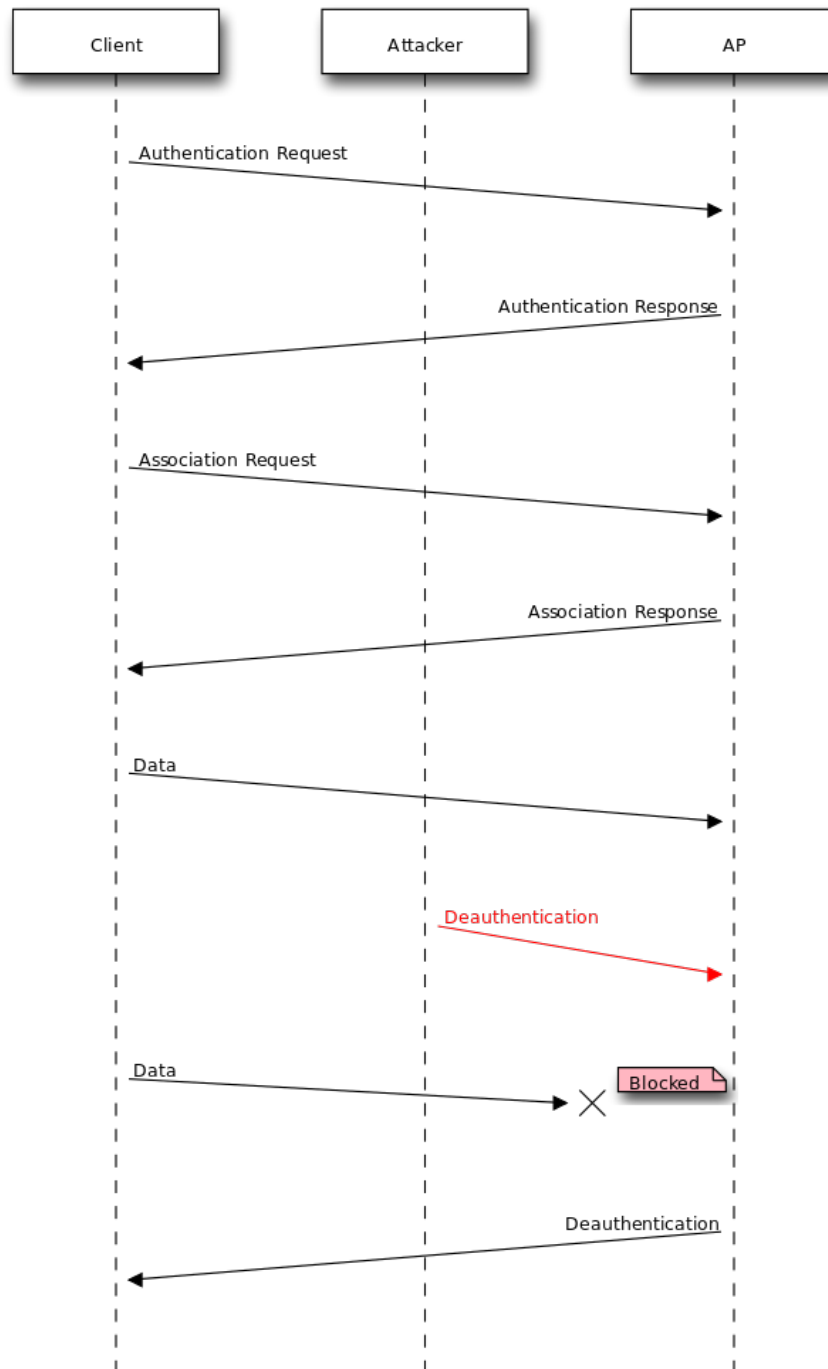 Client
Attacker
AP
Authentication Request
Authentication Response
Association Request
Association Response
Data
Deauthentication
Data
Blocked
Deauthentication